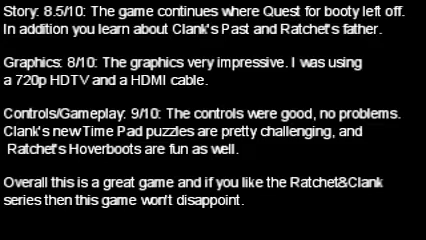 Story: 8.5/10: The game continues where Quest for booty left off.
In addition you learn about Clank's Past and Ratchet's father.
Graphics: 8/10: The graphics very impressive. I was using
a 720p HDTV and a HDMI cable.
Controls/Gameplay: 9/10: The controls were good, no problems.
Clank's new Time Pad puzzles are pretty challenging, and
Ratchet's Hoverboots are fun as well.
Overall this is a great game and if you like the Ratchet&Clank
series then this game won't disappoint.